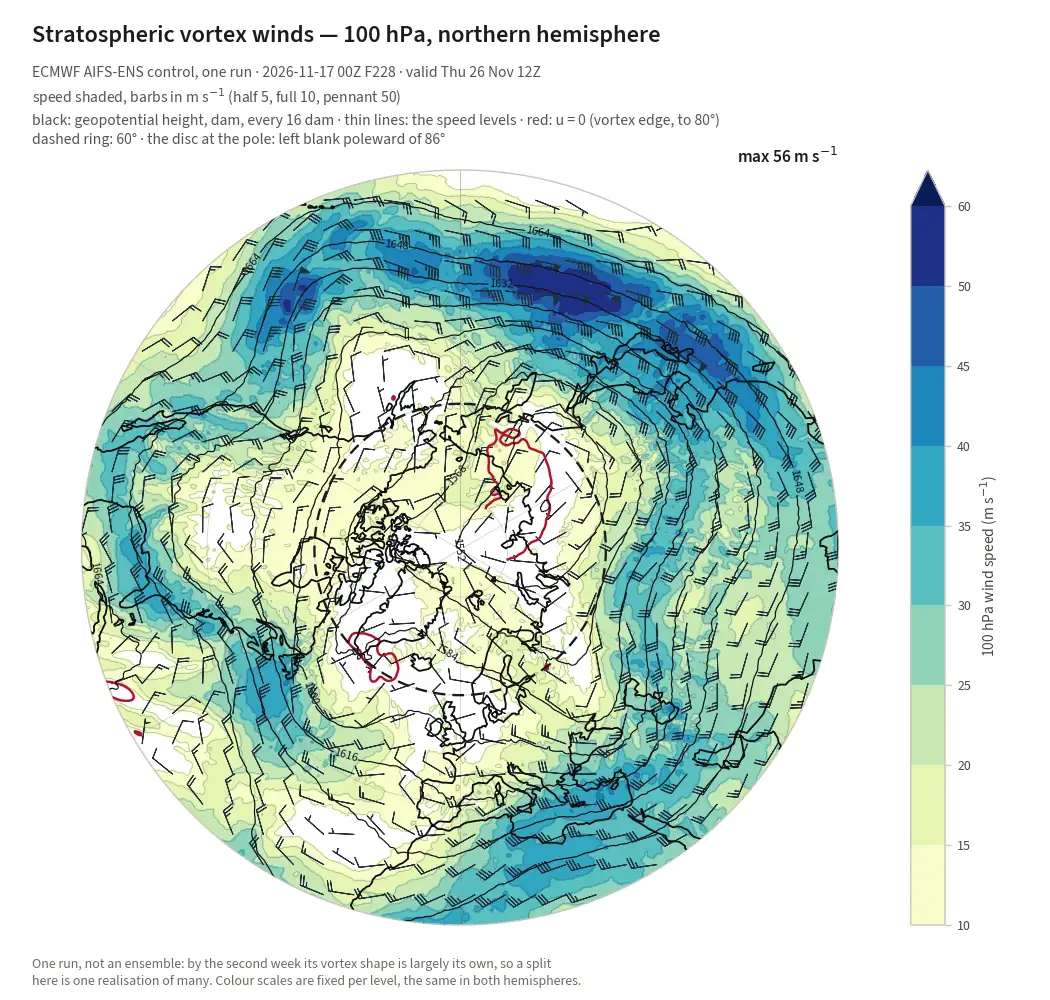 Stratospheric vortex winds — 100 hPa, northern hemisphere
ECMWF AIFS-ENS control, one run · 2026-11-17 00Z F228 · valid Thu 26 Nov 12Z
speed shaded, barbs in m s⁻¹ (half 5, full 10, pennant 50)
black: geopotential height, dam, every 16 dam · thin lines: the speed levels · red: u = 0 (vortex edge, to 80°)
dashed ring: 60° · the disc at the pole: left blank poleward of 86°
max 56 m s⁻¹
1664
1648
1664
1632
1648
1568
1552
1584
1616
60
50
45
40
35
30
25
20
15
10
100 hPa wind speed (m s⁻¹)
One run, not an ensemble: by the second week its vortex shape is largely its own, so a split
here is one realisation of many. Colour scales are fixed per level, the same in both hemispheres.